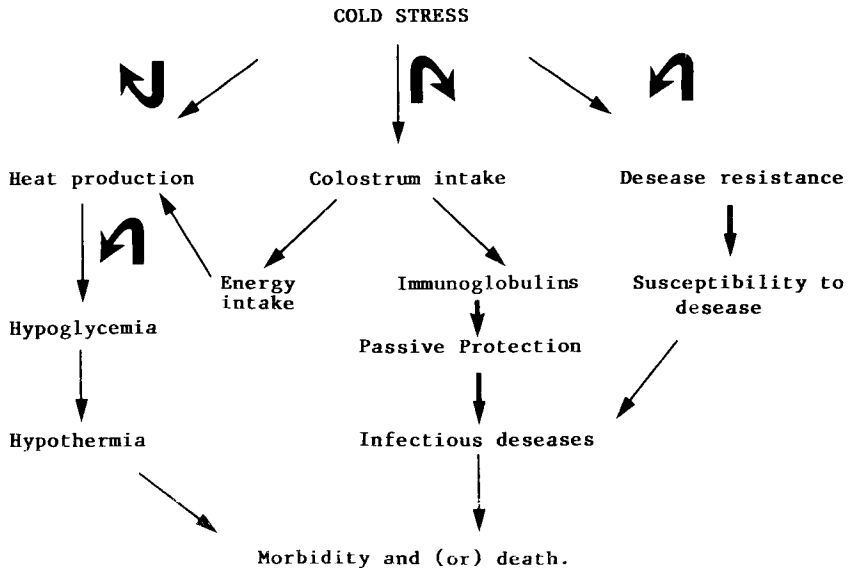 COLD STRESS
Heat production
Colostrum intake
Desease resistance
Energy
intake
Immunoglobulins
Susceptibility to
desease
Hypoglycemia
Passive Protection
Hypothermia
Infectious deseases
Morbidity and (or) death.